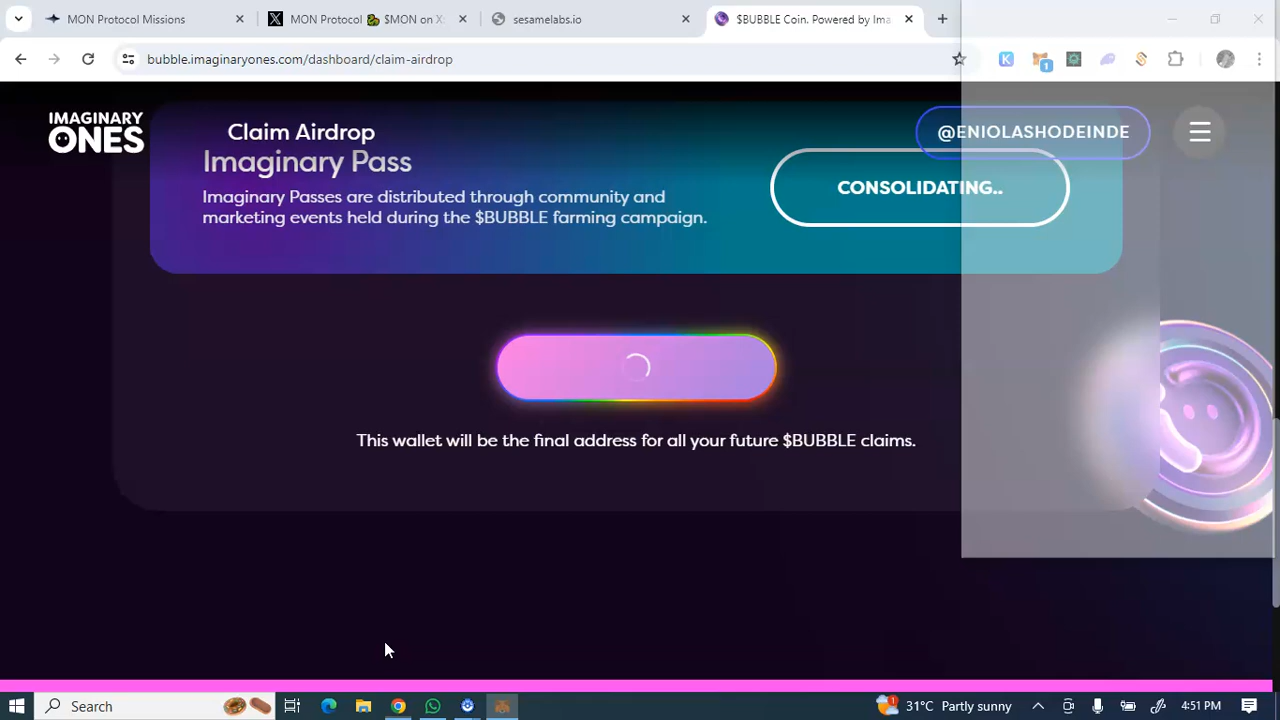 MON Protocol Missions
MON Protocol 🐉 $MON on X
sesamelabs.io
$BUBBLE Coin. Powered by Ima
bubble.imaginaryones.com/dashboard/claim-airdrop
1
IMAGINARY
ONES
Claim Airdrop
@ENIOLASHODEINDE
Imaginary Pass
Imaginary Passes are distributed through community and
marketing events held during the $BUBBLE farming campaign.
CONSOLIDATING..
This wallet will be the final address for all your future $BUBBLE claims.
Search
1
31°C Partly sunny
4:51 PM